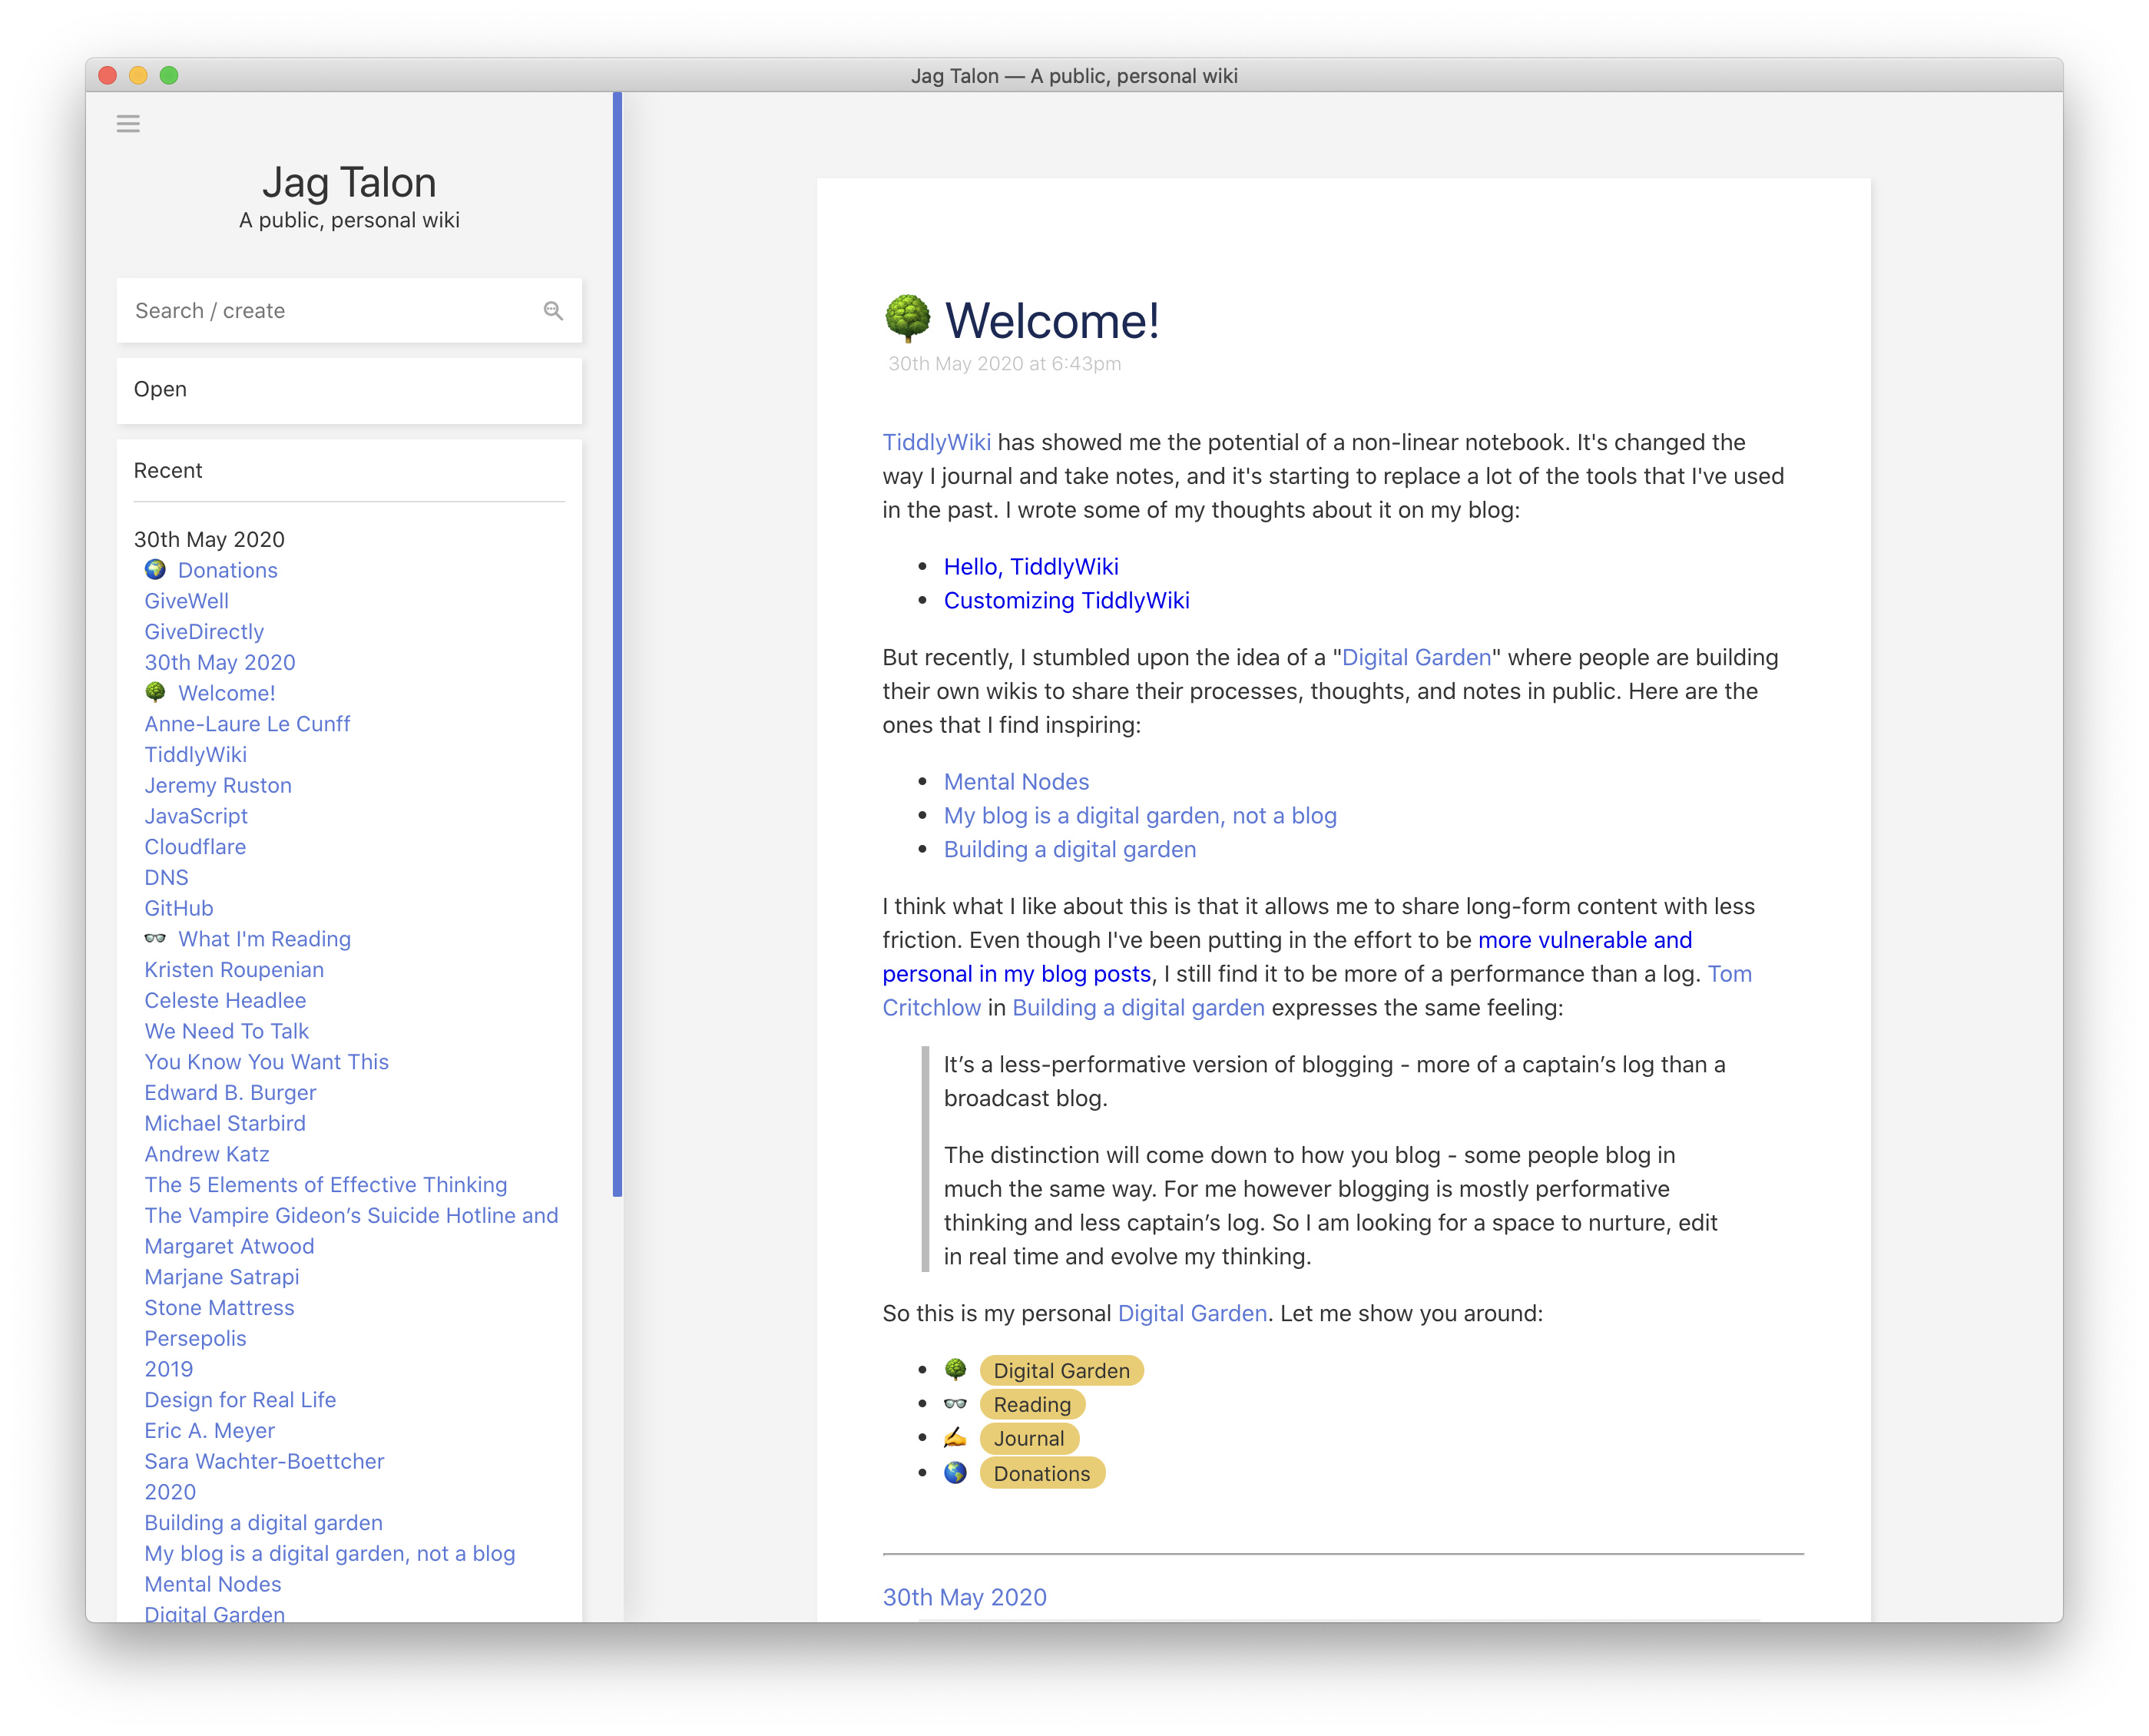 Jag Talon — A public, personal wiki
Jag Talon
A public, personal wiki
Search / create
Open
Recent
30th May 2020
Donations
GiveWell
GiveDirectly
30th May 2020
Welcome!
Anne-Laure Le Cunff
TiddlyWiki
Jeremy Ruston
JavaScript
Cloudflare
DNS
GitHub
What I'm Reading
Kristen Roupenian
Celeste Headlee
We Need To Talk
You Know You Want This
Edward B. Burger
Michael Starbird
Andrew Katz
The 5 Elements of Effective Thinking
The Vampire Gideon’s Suicide Hotline and
Margaret Atwood
Marjane Satrapi
Stone Mattress
Persepolis
2019
Design for Real Life
Eric A. Meyer
Sara Wachter-Boettcher
2020
Building a digital garden
My blog is a digital garden, not a blog
Mental Nodes
Digital Garden
Welcome!
30th May 2020 at 6:43pm
TiddlyWiki has showed me the potential of a non-linear notebook. It's changed the
way I journal and take notes, and it's starting to replace a lot of the tools that I've used
in the past. I wrote some of my thoughts about it on my blog:
• Hello, TiddlyWiki
• Customizing TiddlyWiki
But recently, I stumbled upon the idea of a "Digital Garden" where people are building
their own wikis to share their processes, thoughts, and notes in public. Here are the
ones that I find inspiring:
• Mental Nodes
• My blog is a digital garden, not a blog
• Building a digital garden
I think what I like about this is that it allows me to share long-form content with less
friction. Even though I've been putting in the effort to be more vulnerable and
personal in my blog posts, I still find it to be more of a performance than a log. Tom
Critchlow in Building a digital garden expresses the same feeling:
It’s a less-performative version of blogging - more of a captain’s log than a
broadcast blog.
The distinction will come down to how you blog - some people blog in
much the same way. For me however blogging is mostly performative
thinking and less captain’s log. So I am looking for a space to nurture, edit
in real time and evolve my thinking.
So this is my personal Digital Garden. Let me show you around:
• Digital Garden
• Reading
• Journal
• Donations
30th May 2020